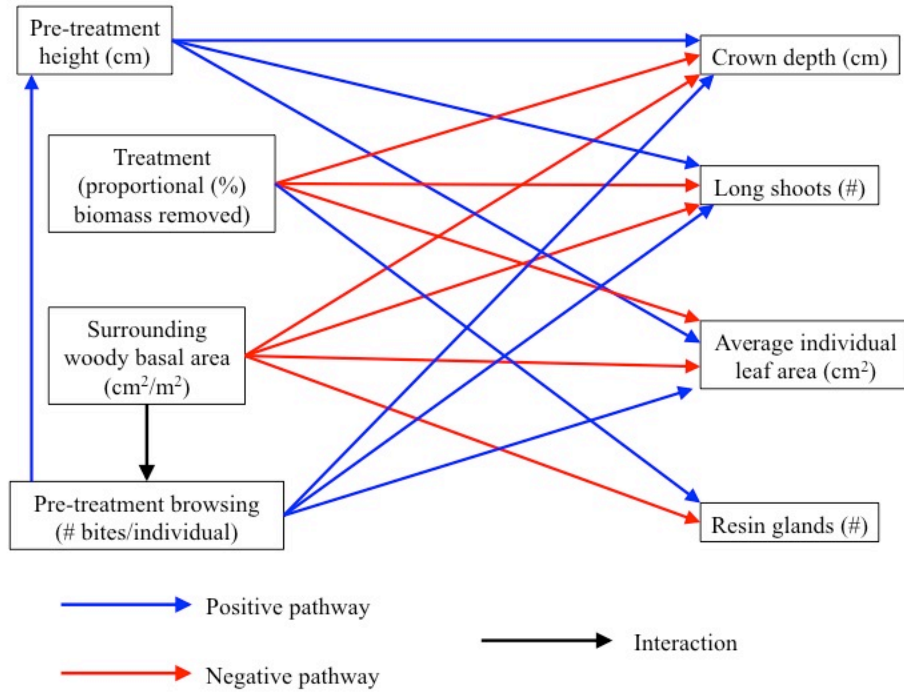 Pre-treatment
height (cm)
Crown depth (cm)
Treatment
(proportional (%)
biomass removed)
Long shoots (#)
Surrounding
woody basal area
(cm²/m²)
Average individual
leaf area (cm²)
Pre-treatment browsing
(# bites/individual)
Resin glands (#)
Positive pathway
Interaction
Negative pathway